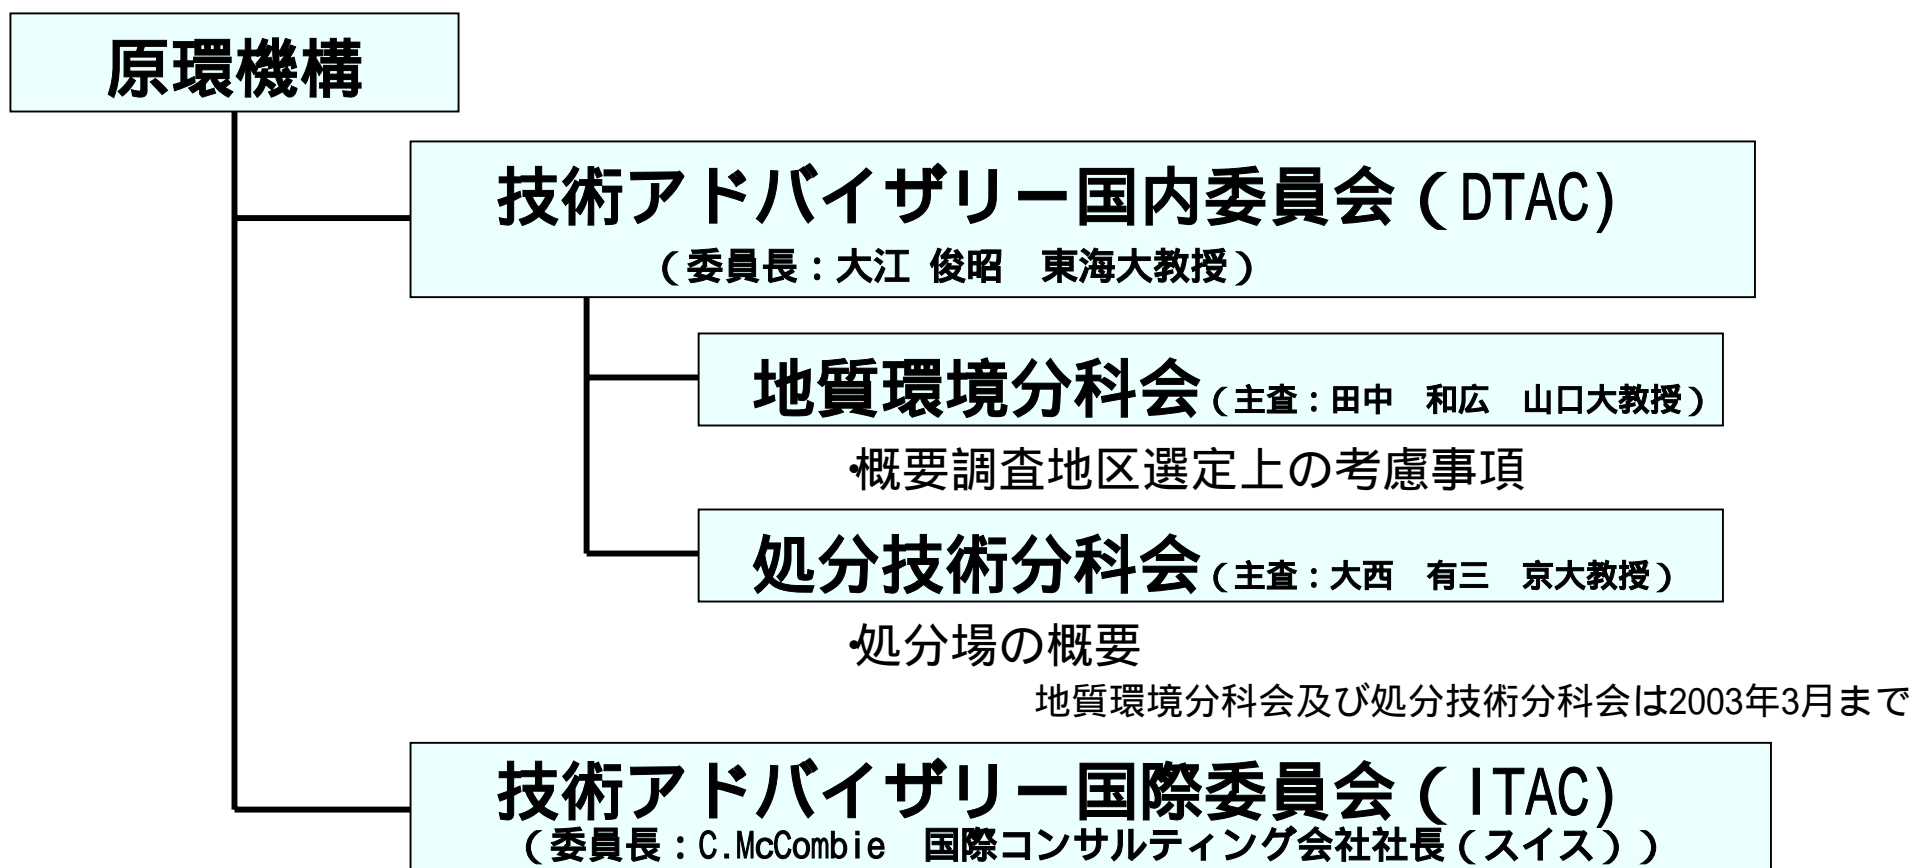 原環機構
技術アドバイザリー国内委員会（DTAC)
（委員長：大江 俊昭　東海大教授）
地質環境分科会（主査：田中　和広　山口大教授）
・概要調査地区選定上の考慮事項
処分技術分科会（主査：大西　有三　京大教授）
・処分場の概要
地質環境分科会及び処分技術分科会は2003年3月まで
技術アドバイザリー国際委員会（ITAC)
（委員長：C.McCombie　国際コンサルティング会社社長（スイス））